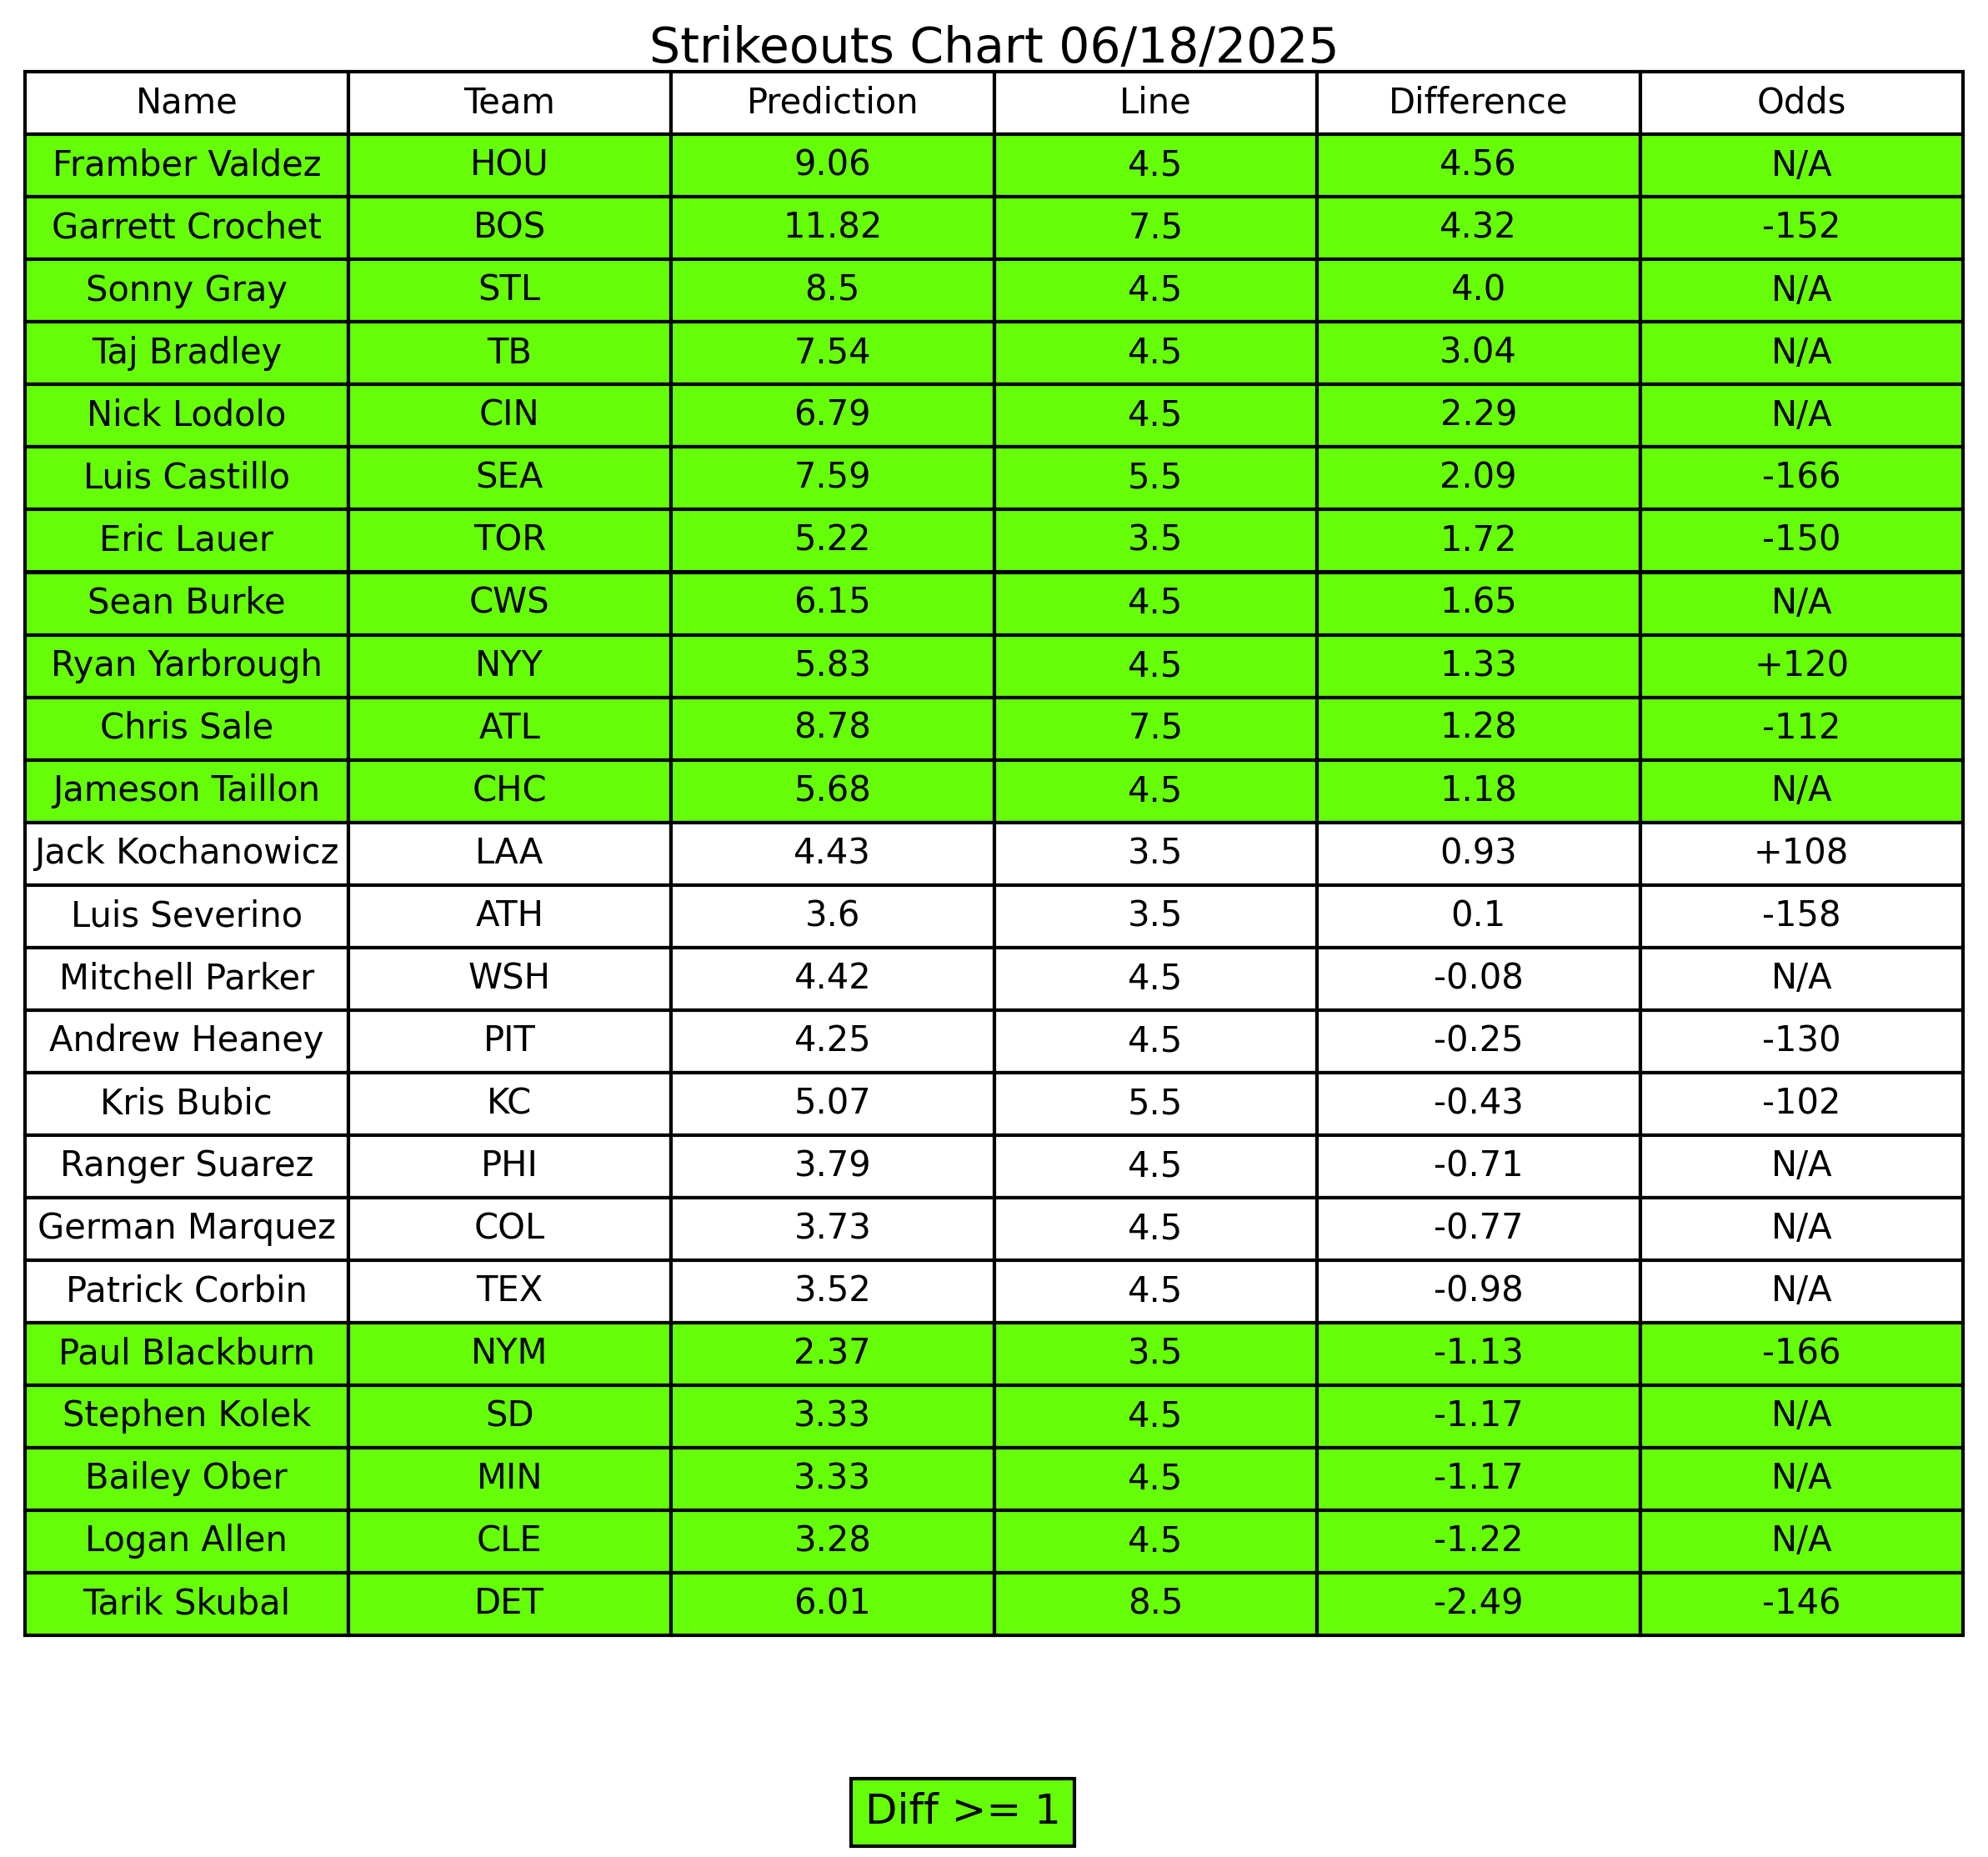 Strikeouts Chart 06/18/2025
Name Team Prediction Line Difference Odds
Framber Valdez HOU 9.06 4.5 4.56 N/A
Garrett Crochet BOS 11.82 7.5 4.32 -152
Sonny Gray STL 8.5 4.5 4.0 N/A
Taj Bradley TB 7.54 4.5 3.04 N/A
Nick Lodolo CIN 6.79 4.5 2.29 N/A
Luis Castillo SEA 7.59 5.5 2.09 -166
Eric Lauer TOR 5.22 3.5 1.72 -150
Sean Burke CWS 6.15 4.5 1.65 N/A
Ryan Yarbrough NYY 5.83 4.5 1.33 +120
Chris Sale ATL 8.78 7.5 1.28 -112
Jameson Taillon CHC 5.68 4.5 1.18 N/A
Jack Kochanowicz LAA 4.43 3.5 0.93 +108
Luis Severino ATH 3.6 3.5 0.1 -158
Mitchell Parker WSH 4.42 4.5 -0.08 N/A
Andrew Heaney PIT 4.25 4.5 -0.25 -130
Kris Bubic KC 5.07 5.5 -0.43 -102
Ranger Suarez PHI 3.79 4.5 -0.71 N/A
German Marquez COL 3.73 4.5 -0.77 N/A
Patrick Corbin TEX 3.52 4.5 -0.98 N/A
Paul Blackburn NYM 2.37 3.5 -1.13 -166
Stephen Kolek SD 3.33 4.5 -1.17 N/A
Bailey Ober MIN 3.33 4.5 -1.17 N/A
Logan Allen CLE 3.28 4.5 -1.22 N/A
Tarik Skubal DET 6.01 8.5 -2.49 -146
Diff >= 1